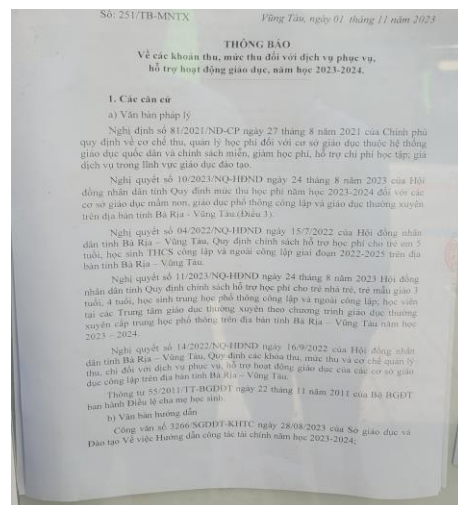 Số: 251/TB-MNTX
Vũng Tàu, ngày 01 tháng 11 năm 2023
THÔNG BÁO
Về các khoản thu, mức thu đối với dịch vụ phục vụ,
hỗ trợ hoạt động giáo dục, năm học 2023-2024.
1. Các căn cứ
a) Văn bản pháp lý
Nghị định số 81/2021/NĐ-CP ngày 27 tháng 8 năm 2021 của Chính phủ
quy định về cơ chế thu, quản lý học phí đối với cơ sở giáo dục thuộc hệ thống
giáo dục quốc dân và chính sách miễn, giảm học phí, hỗ trợ chi phí học tập; giá
dịch vụ trong lĩnh vực giáo dục đào tạo.
Nghị quyết số 10/2023/NQ-HĐND ngày 24 tháng 8 năm 2023 của Hội
đồng nhân dân tỉnh Quy định mức thu học phí năm học 2023-2024 đối với các
cơ sở giáo dục mầm non, giáo dục phổ thông công lập và giáo dục thường xuyên
trên địa bàn tỉnh Bà Rịa - Vũng Tàu (Điều 3).
Nghị quyết số 04/2022/NQ-HĐND ngày 15/7/2022 của Hội đồng nhân
dân tỉnh Bà Rịa – Vũng Tàu, Quy định chính sách hỗ trợ học phí cho trẻ em 5
tuổi, học sinh THCS công lập và ngoài công lập giai đoạn 2022-2025 trên địa
bàn tỉnh Bà Rịa – Vũng Tàu.
Nghị quyết số 11/2023/NQ-HĐND ngày 24 tháng 8 năm 2023 Hội đồng
nhân dân tỉnh Quy định chính sách hỗ trợ học phí cho trẻ nhà trẻ, trẻ mẫu giáo 3
tuổi, 4 tuổi, học sinh trung học phổ thông công lập và ngoài công lập; học viên
tại các Trung tâm giáo dục thường xuyên theo chương trình giáo dục thường
xuyên cấp trung học phổ thông trên địa bàn tỉnh Bà Rịa – Vũng Tàu năm học
2023 – 2024.
Nghị quyết số 14/2022/NQ-HĐND ngày 16/9/2022 của Hội đồng nhân
dân tỉnh Bà Rịa – Vũng Tàu, Quy định các khoản thu, mức thu và cơ chế quản lý
thu, chi đối với dịch vụ phục vụ, hỗ trợ hoạt động giáo dục của các cơ sở giáo
dục công lập trên địa bàn tỉnh Bà Rịa – Vũng Tàu.
Thông tư 55/2011/TT-BGDĐT ngày 22 tháng 11 năm 2011 của Bộ BGĐT
ban hành Điều lệ cha mẹ học sinh.
b) Văn bản hướng dẫn
Công văn số 3266/SGDĐT-KHTC ngày 28/08/2023 của Sở giáo dục và
Đào tạo Về việc Hướng dẫn công tác tài chính năm học 2023-2024;